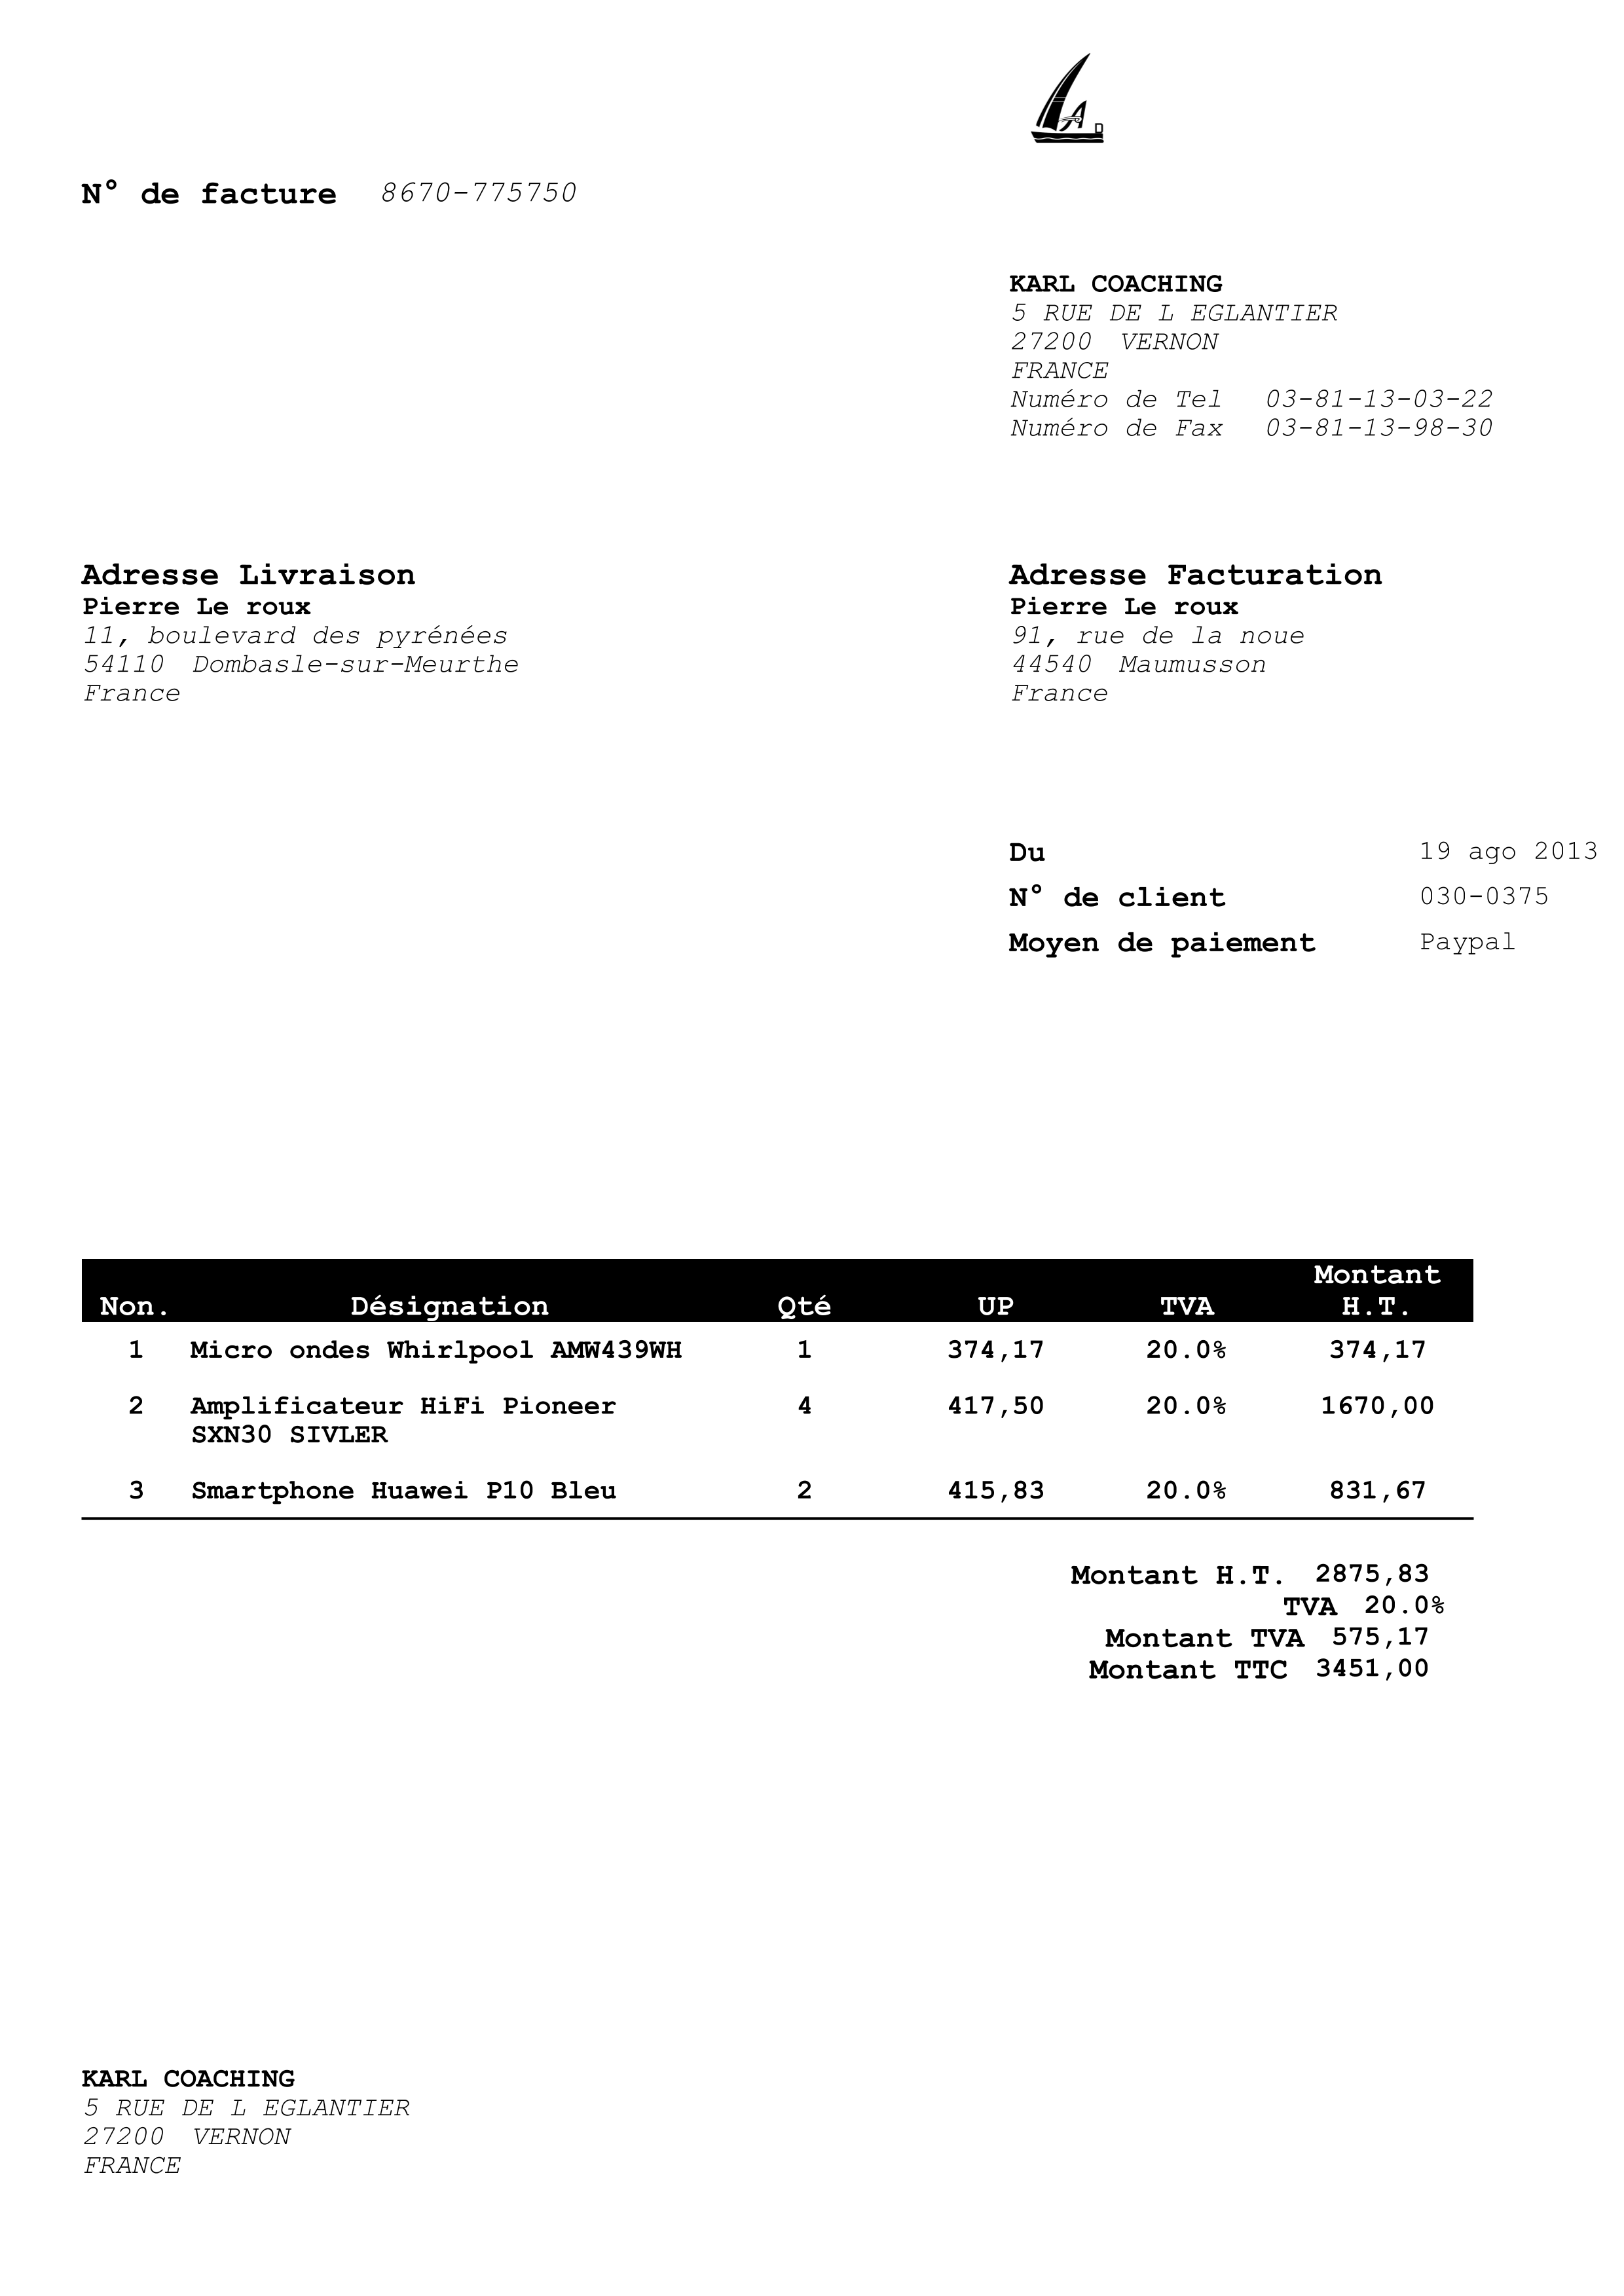 N° de facture 8670-775750
KARL COACHING
5 RUE DE L EGLANTIER
27200 VERNON
FRANCE
Numéro de Tel 03-81-13-03-22
Numéro de Fax 03-81-13-98-30
Adresse Livraison
Pierre Le roux
11, boulevard des pyrénées
54110 Dombasle-sur-Meurthe
France
Adresse Facturation
Pierre Le roux
91, rue de la noue
44540 Maumusson
France
Du 19 ago 2013
N° de client 030-0375
Moyen de paiement Paypal
Non. Désignation Qté UP TVA Montant H.T.
1 Micro ondes Whirlpool AMW439WH 1 374,17 20.0% 374,17
2 Amplificateur HiFi Pioneer 4 417,50 20.0% 1670,00
SXN30 SIVLER
3 Smartphone Huawei P10 Bleu 2 415,83 20.0% 831,67
Montant H.T. 2875,83
TVA 20.0%
Montant TVA 575,17
Montant TTC 3451,00
KARL COACHING
5 RUE DE L EGLANTIER
27200 VERNON
FRANCE